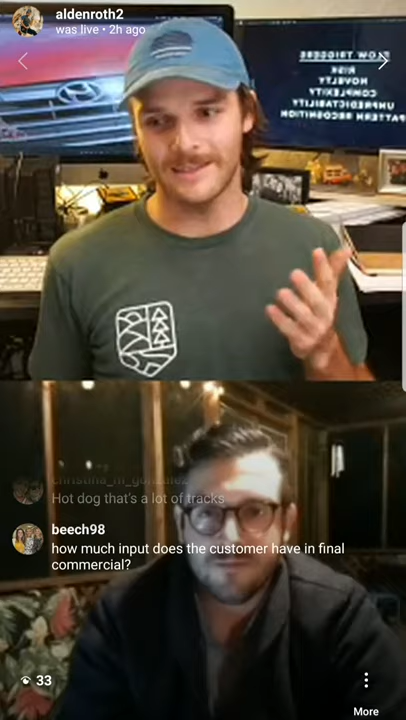 aldenroth2
was live • 2h ago
FLOW TRIGGERS
RISK
NOVELTY
COMPLEXITY
UNPREDICTABILITY
PATTERN RECOGNITION
christina_m_gonzalez
Hot dog that's a lot of tracks
beech98
how much input does the customer have in final
commercial?
33
More